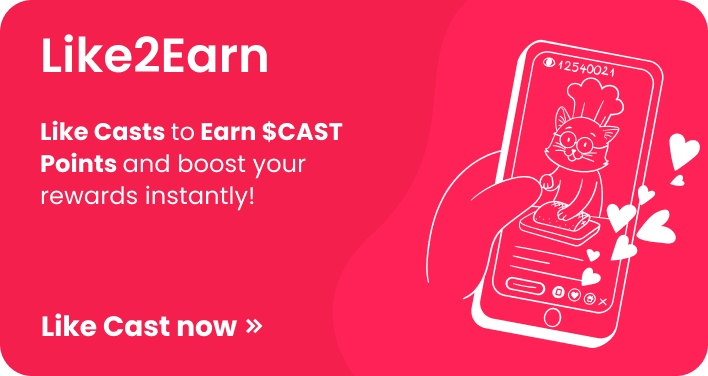 Like2Earn
Like Casts to Earn $CAST
Points and boost your
rewards instantly!
Like Cast now »
12540021